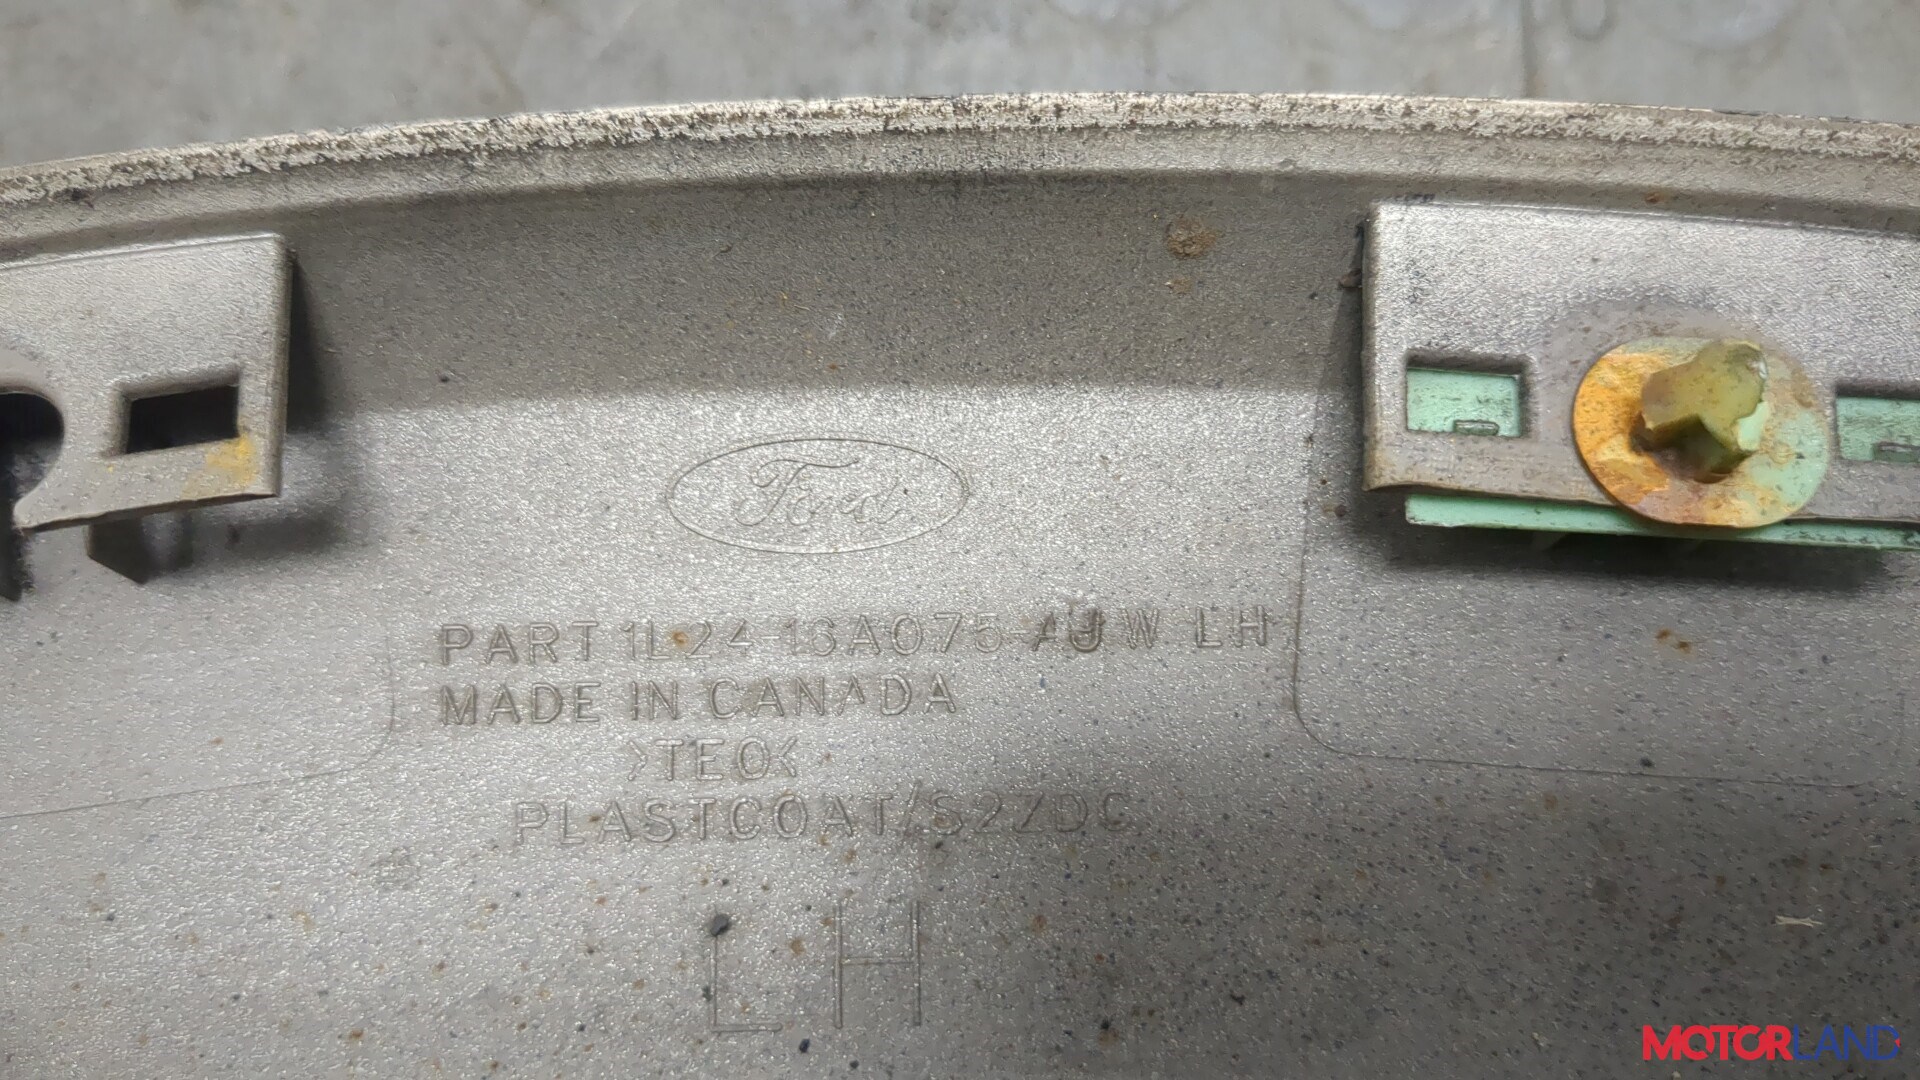 Ford
PART 1L24-16A075-AJW LH
MADE IN CANADA
>TEO<
PLASTCOAT/S2ZDC
LH
MOTORLAND